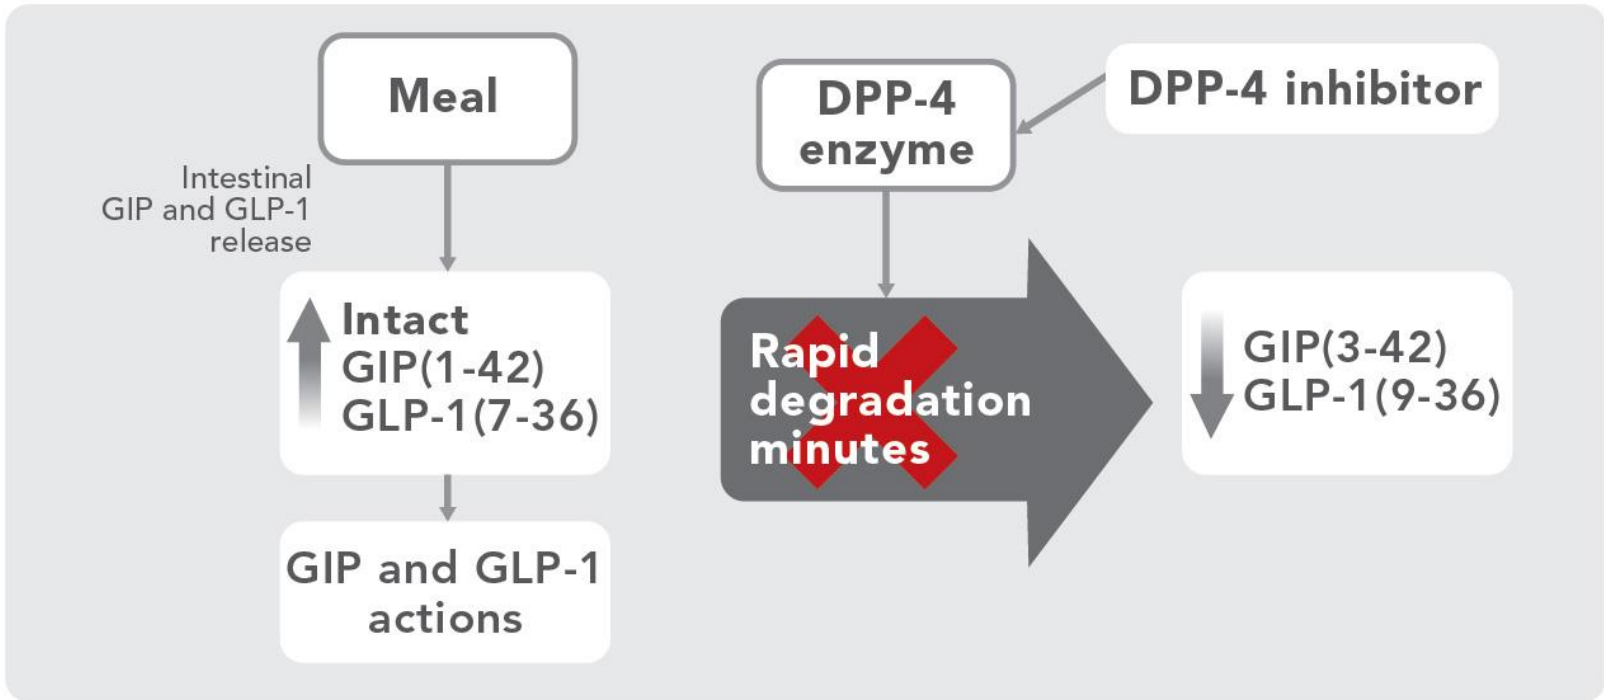 Meal
Intestinal
GIP and GLP-1
release
Intact
GIP(1-42)
GLP-1(7-36)
GIP and GLP-1
actions
DPP-4
enzyme
DPP-4 inhibitor
Rapid
degradation
minutes
GIP(3-42)
GLP-1(9-36)